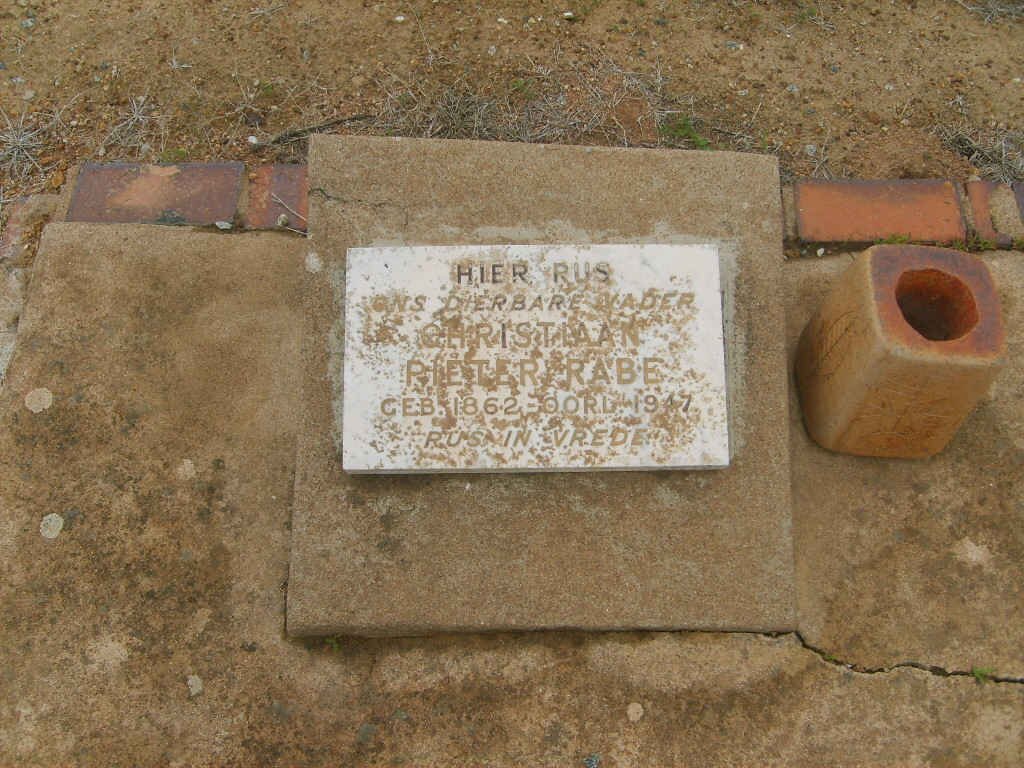 HIER RUS
ONS DIERBARE VADER
CHRISTIAAN
PIETER RABE
GEB. 1862 - OORL. 1947
RUS IN VREDE